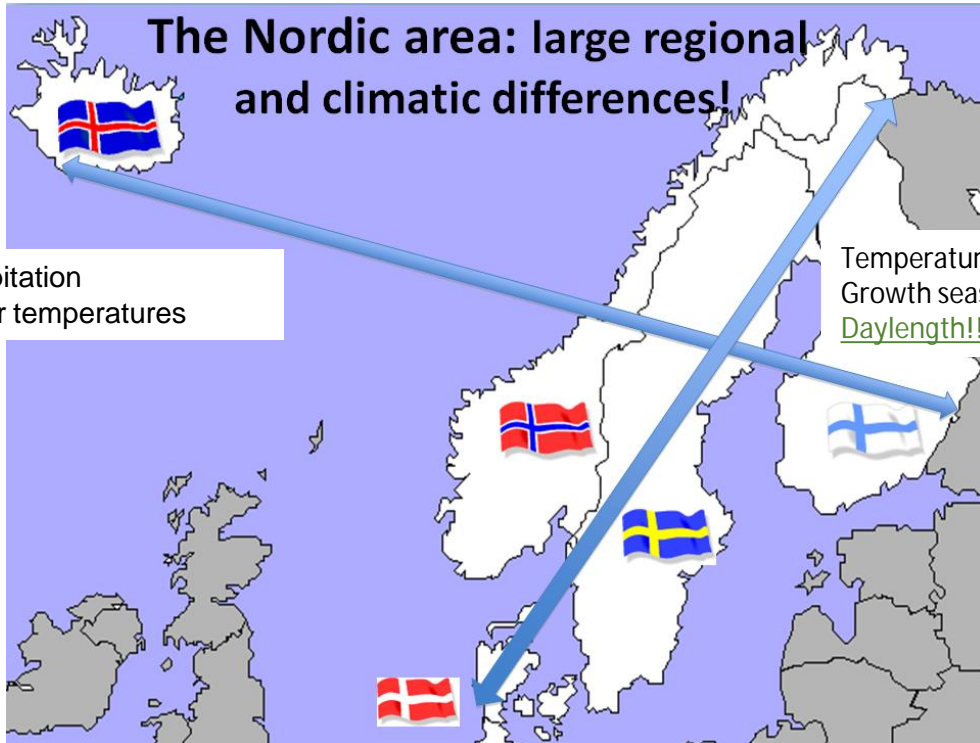 The Nordic area: large regional
and climatic differences!
pitation
r temperatures
Temperatur
Growth seas
Daylength!!